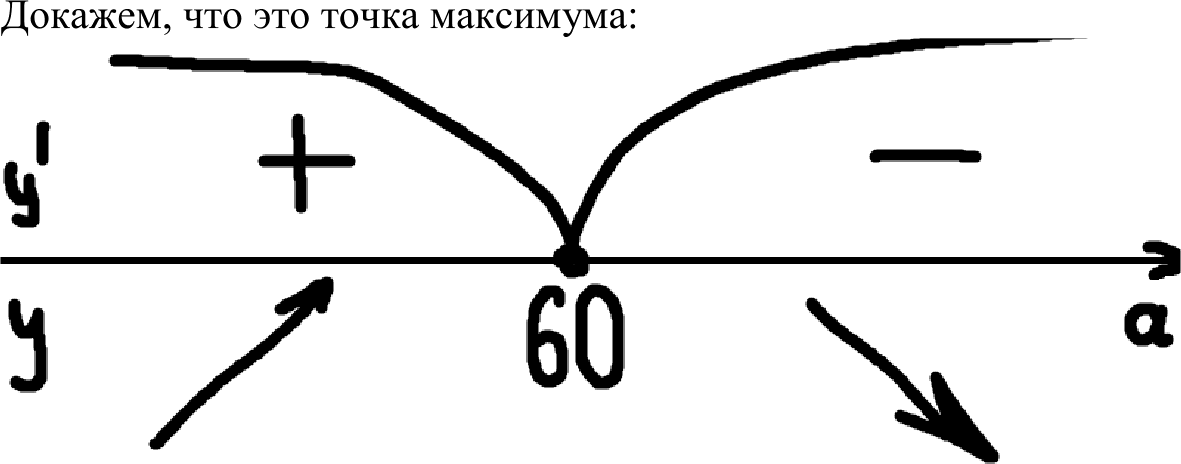 Докажем, что это точка максимума:
y' + −
y 60 a